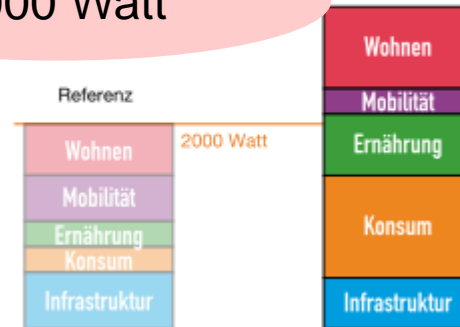 000 Watt
Referenz
2000 Watt
Wohnen
Mobilität
Ernährung
Konsum
Infrastruktur
Wohnen
Mobilität
Ernährung
Konsum
Infrastruktur